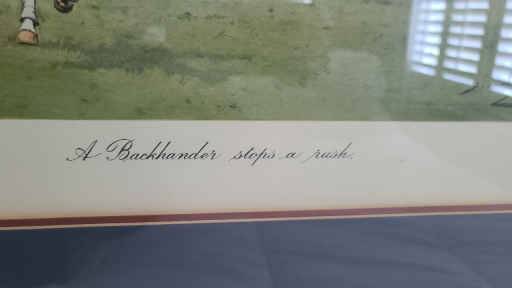 A Backhander stops a rush.